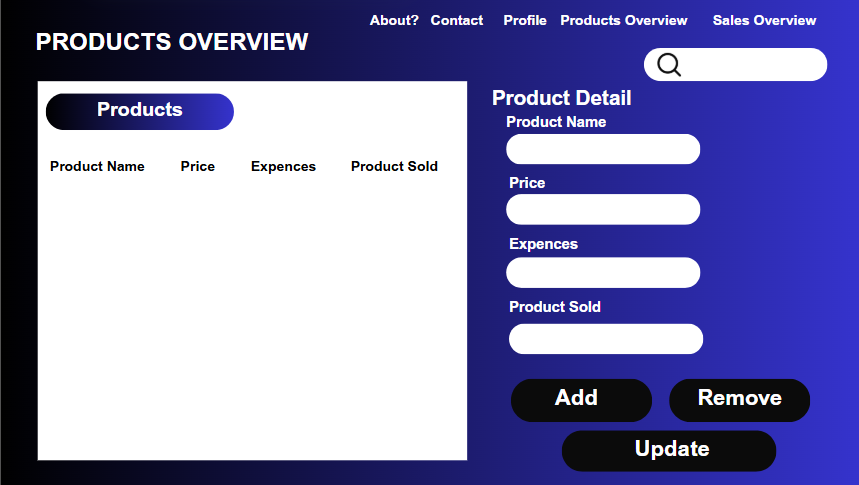 About? Contact Profile Products Overview Sales Overview
PRODUCTS OVERVIEW
Products
Product Name Price Expences Product Sold
Product Detail
Product Name
Price
Expences
Product Sold
Add Remove
Update